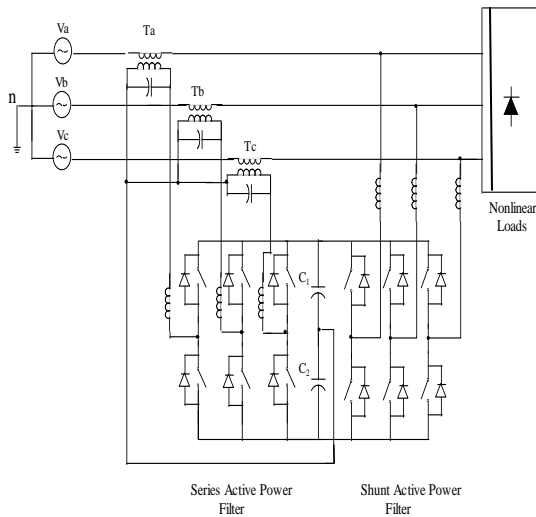 Va
Ta
n
Vb
Tb
Vc
Tc
Nonlinear
Loads
C1
C2
Series Active Power
Filter
Shunt Active Power
Filter